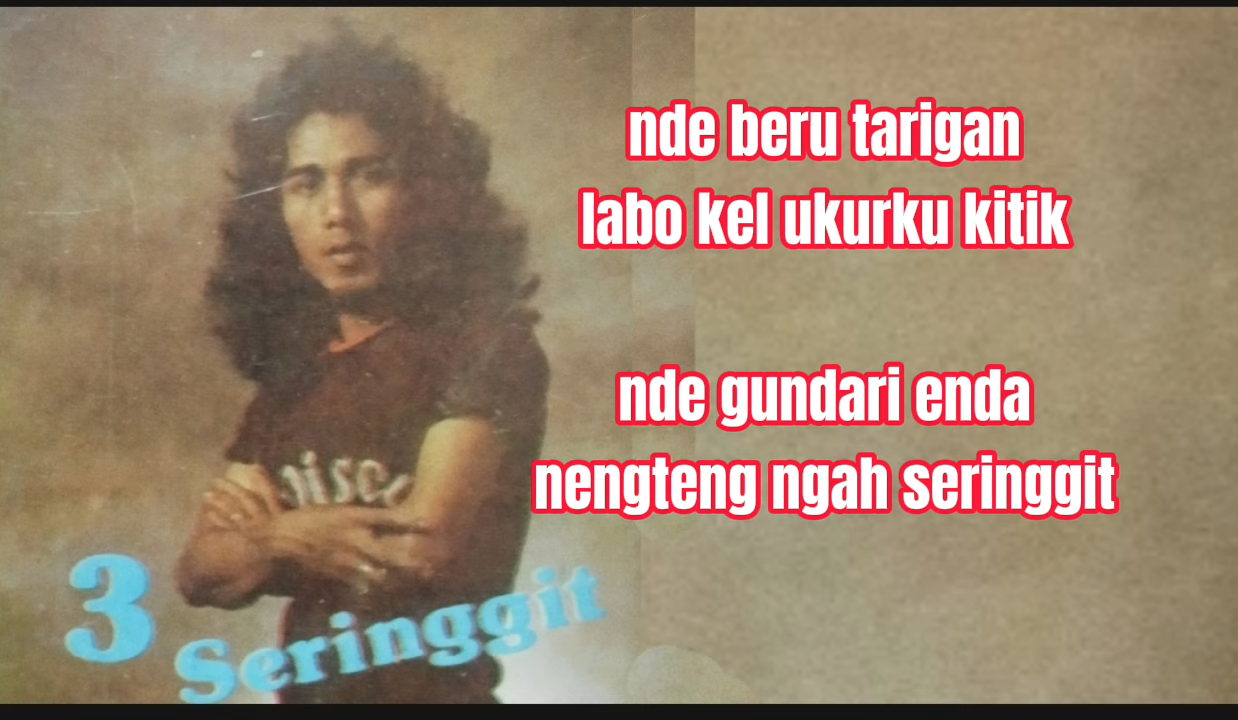 nde beru tarigan
labo kel ukurku kitik
nde gundari enda
nengteng ngah seringgit
3
Seringgit